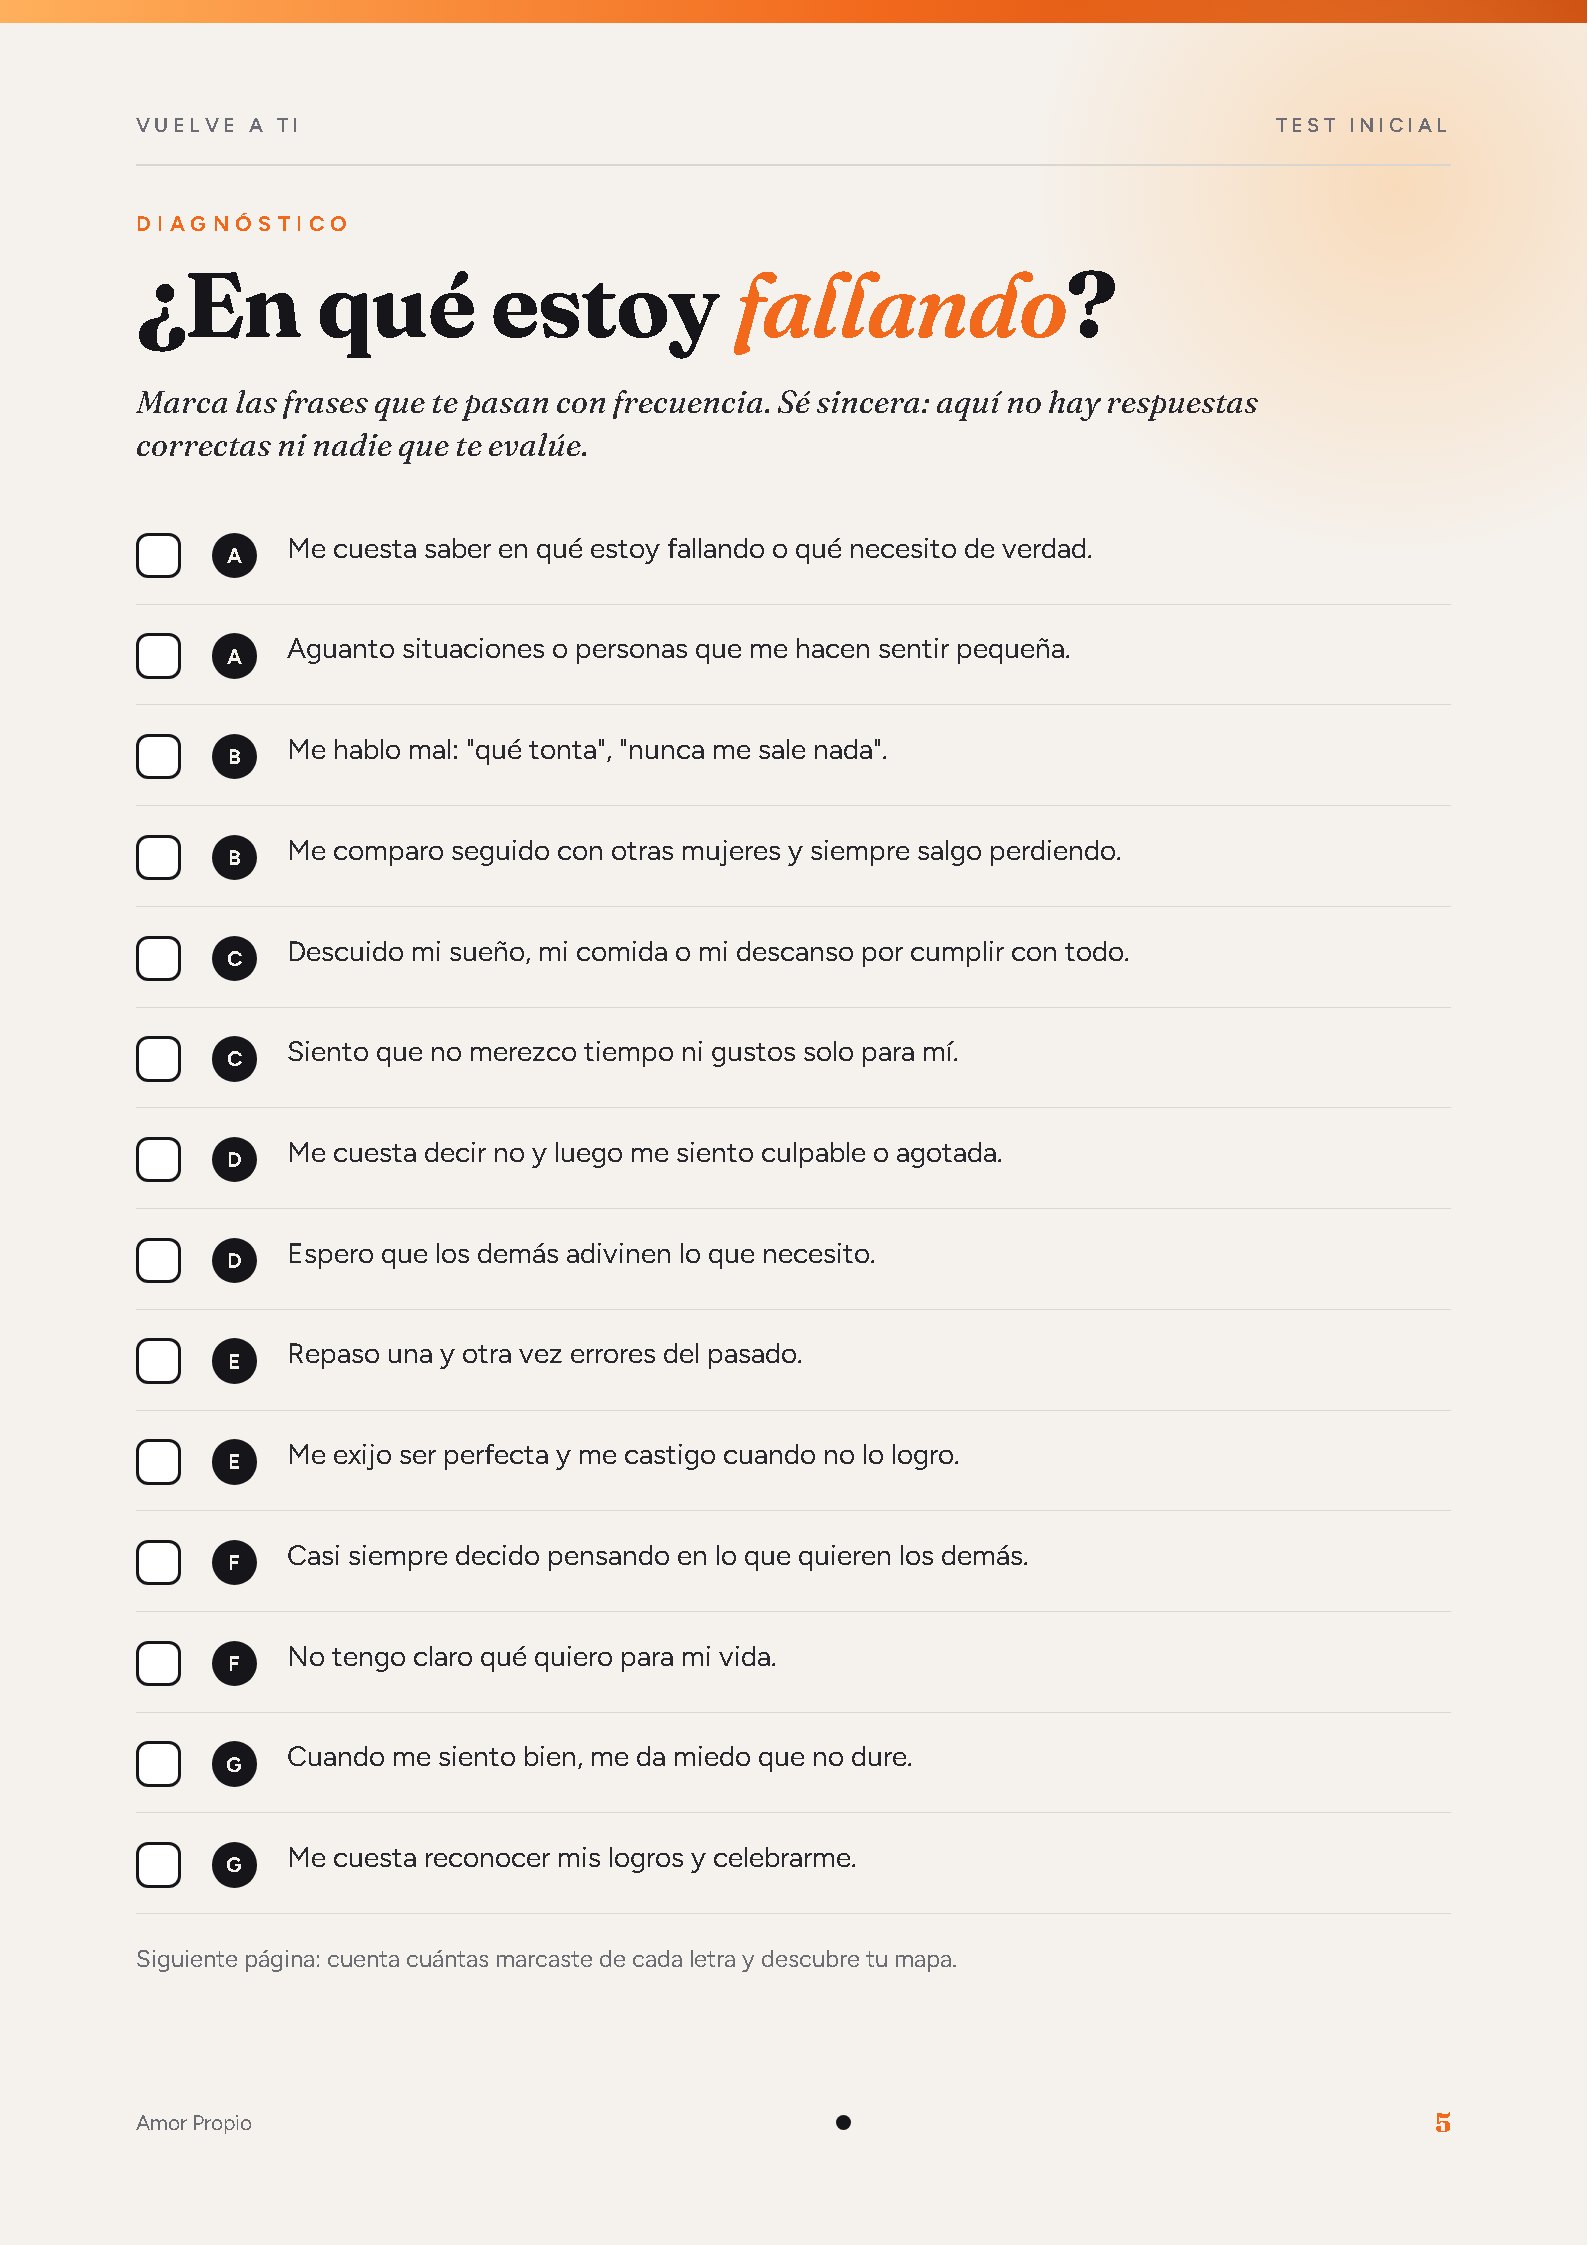 VUELVE A TI
TEST INICIAL
DIAGNÓSTICO
¿En qué estoy fallando?
Marca las frases que te pasan con frecuencia. Sé sincera: aquí no hay respuestas
correctas ni nadie que te evalúe.
A Me cuesta saber en qué estoy fallando o qué necesito de verdad.
A Aguanto situaciones o personas que me hacen sentir pequeña.
B Me hablo mal: "qué tonta", "nunca me sale nada".
B Me comparo seguido con otras mujeres y siempre salgo perdiendo.
C Descuido mi sueño, mi comida o mi descanso por cumplir con todo.
C Siento que no merezco tiempo ni gustos solo para mí.
D Me cuesta decir no y luego me siento culpable o agotada.
D Espero que los demás adivinen lo que necesito.
E Repaso una y otra vez errores del pasado.
E Me exijo ser perfecta y me castigo cuando no lo logro.
F Casi siempre decido pensando en lo que quieren los demás.
F No tengo claro qué quiero para mi vida.
G Cuando me siento bien, me da miedo que no dure.
G Me cuesta reconocer mis logros y celebrarme.
Siguiente página: cuenta cuántas marcaste de cada letra y descubre tu mapa.
Amor Propio
5